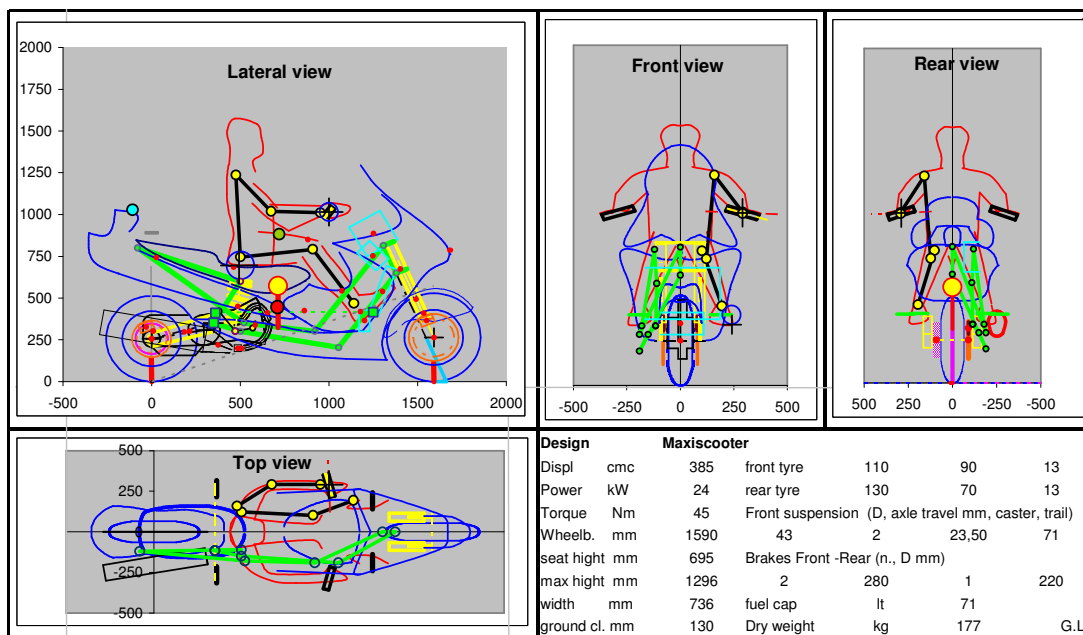 Lateral view
2000
1750
1500
1250
1000
750
500
250
0
-500 0 500 1000 1500 2000
Front view
-500 -250 0 250 500
Rear view
500 250 0 -250 -500
Top view
500
250
0
-250
-500
Design Maxiscooter
Displ cmc 385 front tyre 110 90 13
Power kW 24 rear tyre 130 70 13
Torque Nm 45 Front suspension (D, axle travel mm, caster, trail)
Wheelb. mm 1590 43 2 23,50 71
seat hight mm 695 Brakes Front -Rear (n., D mm)
max hight mm 1296 2 280 1 220
width mm 736 fuel cap lt 71
ground cl. mm 130 Dry weight kg 177 G.L